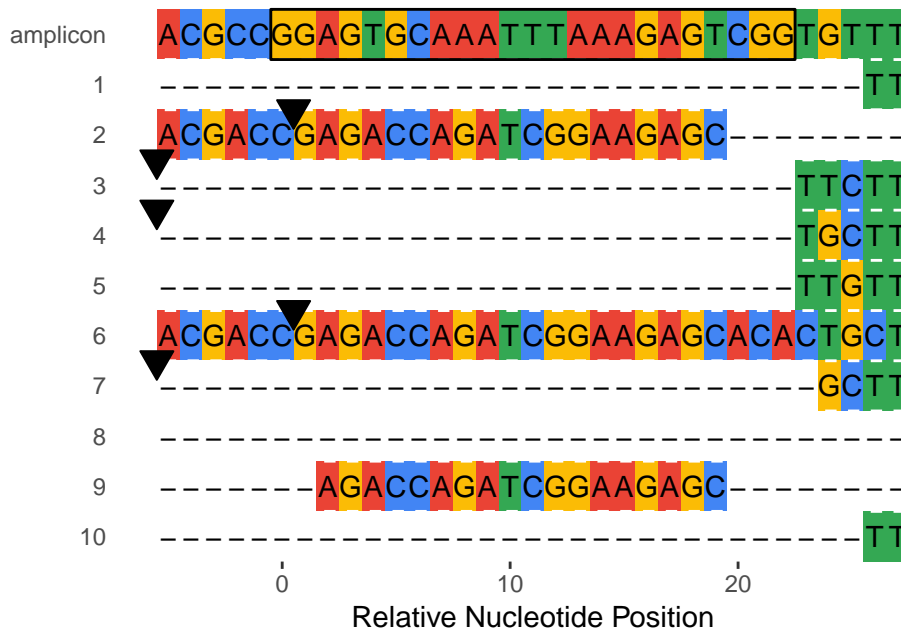 amplicon ACGCCGGAGTGCAAATTTAAAGAGTCGGTGTTT
1 -------------------------------TT
2 ACGACCGAGACCAGATCGGAAGAGC--------
3 ----------------------------TTCTT
4 ----------------------------TGCTT
5 ----------------------------TTGTT
6 ACGACCGAGACCAGATCGGAAGAGCACACTGCT
7 -----------------------------GCTT
8 ---------------------------------
9 -------AGACCAGATCGGAAGAGC--------
10 -------------------------------TT
0 10 20
Relative Nucleotide Position